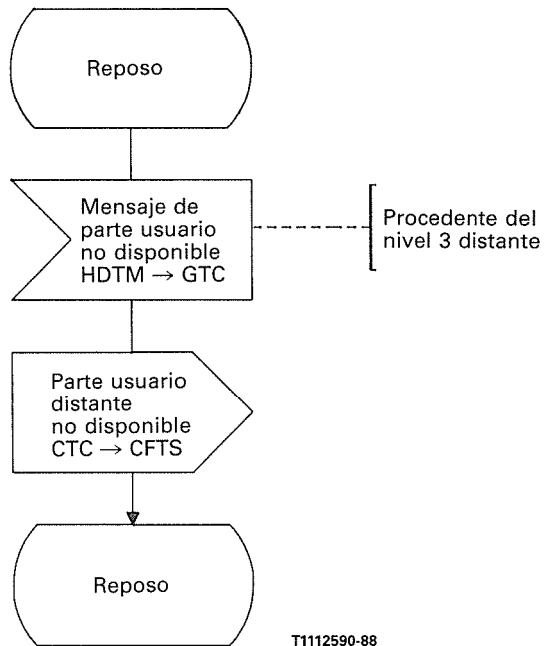 Reposo
Mensaje de
parte usuario
no disponible
HDTM → GTC
Procedente del
nivel 3 distante
Parte usuario
distante
no disponible
CTC → CFTS
Reposo
T1112590-88